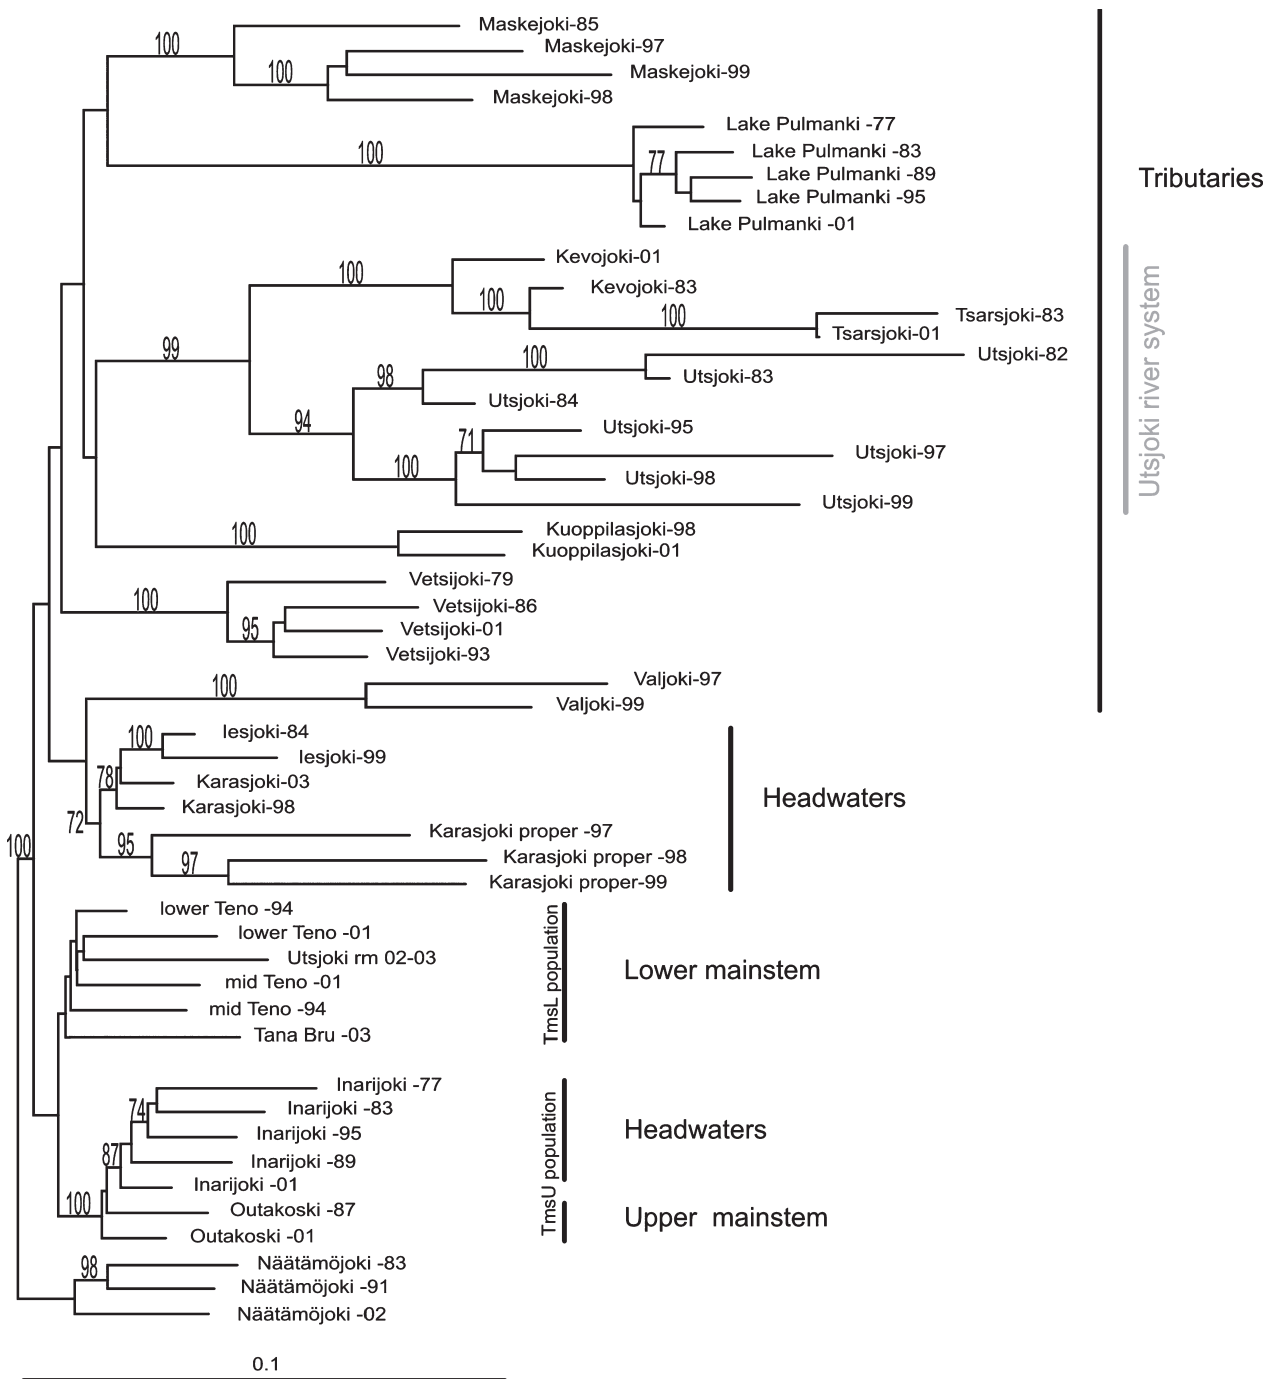 Maskejoki-85
100
Maskejoki-97
100
Maskejoki-99
Maskejoki-98
Lake Pulmanki -77
100
77
Lake Pulmanki -83
Lake Pulmanki -89
Lake Pulmanki -95
Lake Pulmanki -01
Tributaries
Kevojoki-01
100
Kevojoki-83
100
100
Tsarsjoki-83
Tsarsjoki-01
99
100
Utsjoki-82
98
Utsjoki-83
Utsjoki-84
94
71
Utsjoki-95
Utsjoki-97
100
Utsjoki-98
Utsjoki-99
Utsjoki river system
100
Kuoppilasjoki-98
Kuoppilasjoki-01
Vetsijoki-79
100
Vetsijoki-86
95
Vetsijoki-01
Vetsijoki-93
100
Valjoki-97
Valjoki-99
Iesjoki-84
100
Iesjoki-99
78
Karasjoki-03
Karasjoki-98
72
Headwaters
Karasjoki proper -97
95
97
Karasjoki proper -98
Karasjoki proper-99
100
lower Teno -94
lower Teno -01
Utsjoki rm 02-03
mid Teno -01
mid Teno -94
Tana Bru -03
TmsL population
Lower mainstem
Inarijoki -77
74
Inarijoki -83
Inarijoki -95
87
Inarijoki -89
Inarijoki -01
100
Outakoski -87
Outakoski -01
TmsU population
Headwaters
Upper mainstem
98
Näätämöjoki -83
Näätämöjoki -91
Näätämöjoki -02
0.1